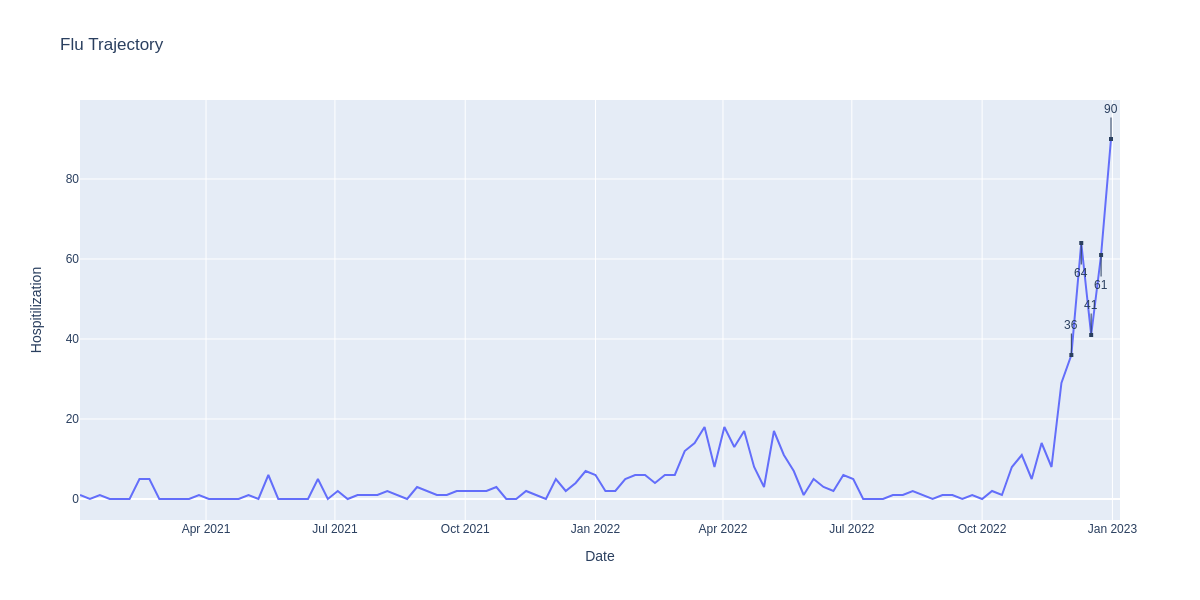 Flu Trajectory
90
80
60
64
61
41
36
40
20
0
Hospitilization
Apr 2021
Jul 2021
Oct 2021
Jan 2022
Apr 2022
Jul 2022
Oct 2022
Jan 2023
Date